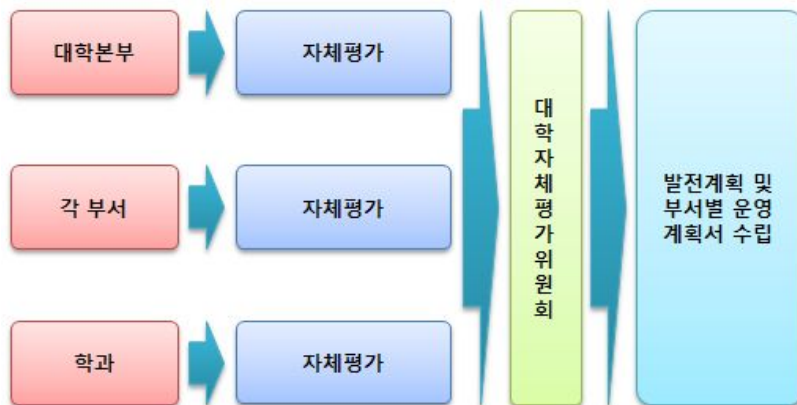 대학본부
자체평가
각 부서
자체평가
학과
자체평가
대학자체평가위원회
발전계획 및
부서별 운영
계획서 수립